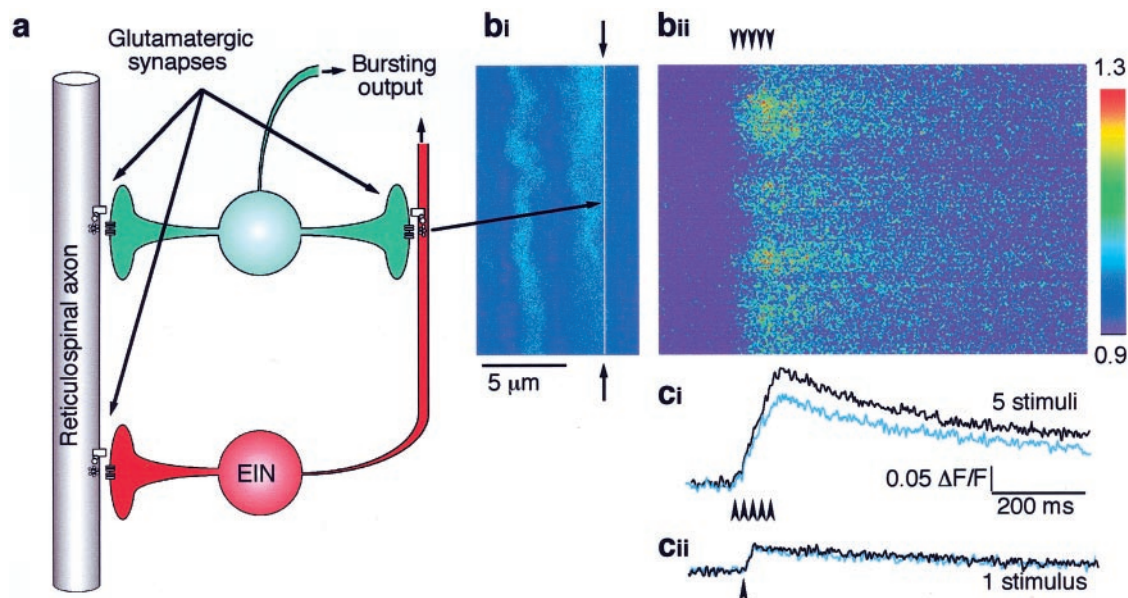 a
Glutamatergic
synapses
Bursting
output
Reticulospinal axon
EIN
bi
5 μm
bii
1.3
0.9
ci
5 stimuli
0.05 ΔF/F
200 ms
cii
1 stimulus